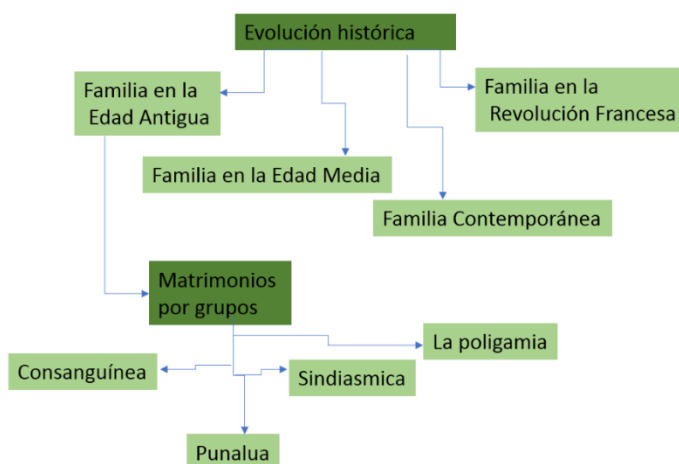 Evolución histórica
Familia en la
Edad Antigua
Familia en la
Revolución Francesa
Familia en la Edad Media
Familia Contemporánea
Matrimonios
por grupos
La poligamia
Consanguínea
Sindiasmica
Punalua